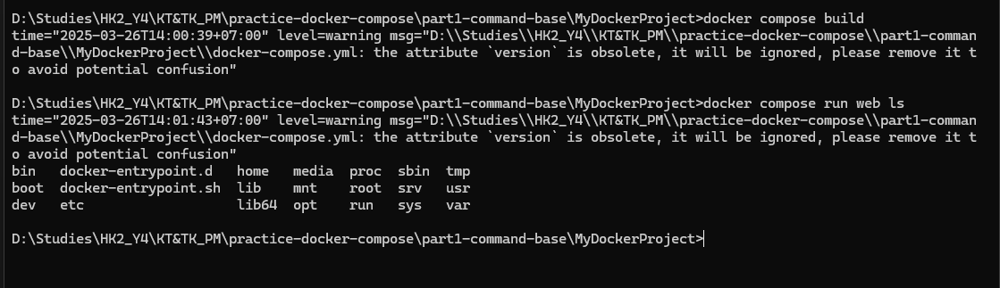 D:\Studies\HK2_Y4\KT&TK_PM\practice-docker-compose\part1-command-base\MyDockerProject>docker compose build
time="2025-03-26T14:00:39+07:00" level=warning msg="D:\\Studies\\HK2_Y4\\KT&TK_PM\\practice-docker-compose\\part1-comman
d-base\\MyDockerProject\\docker-compose.yml: the attribute `version` is obsolete, it will be ignored, please remove it t
o avoid potential confusion"
D:\Studies\HK2_Y4\KT&TK_PM\practice-docker-compose\part1-command-base\MyDockerProject>docker compose run web ls
time="2025-03-26T14:01:43+07:00" level=warning msg="D:\\Studies\\HK2_Y4\\KT&TK_PM\\practice-docker-compose\\part1-comman
d-base\\MyDockerProject\\docker-compose.yml: the attribute `version` is obsolete, it will be ignored, please remove it t
o avoid potential confusion"
bin   docker-entrypoint.d   home   media  proc  sbin  tmp
boot  docker-entrypoint.sh  lib    mnt    root  srv   usr
dev   etc                   lib64  opt    run   sys   var
D:\Studies\HK2_Y4\KT&TK_PM\practice-docker-compose\part1-command-base\MyDockerProject>